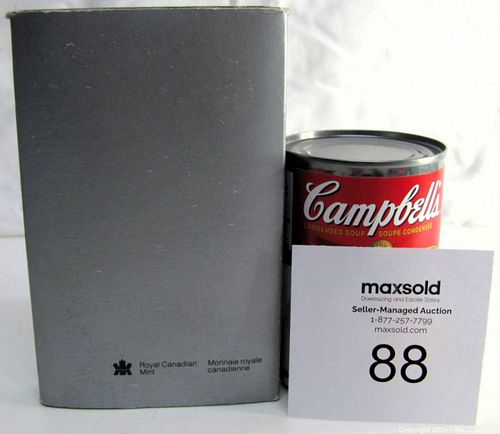 Campbell's
CONDENSED SOUP SOUPE CONDENSÉE
maxsold
Downsizing and Estate Sales
Seller-Managed Auction
1-877-257-7799
maxsold.com
88
Royal Canadian Mint
Monnaie royale canadienne